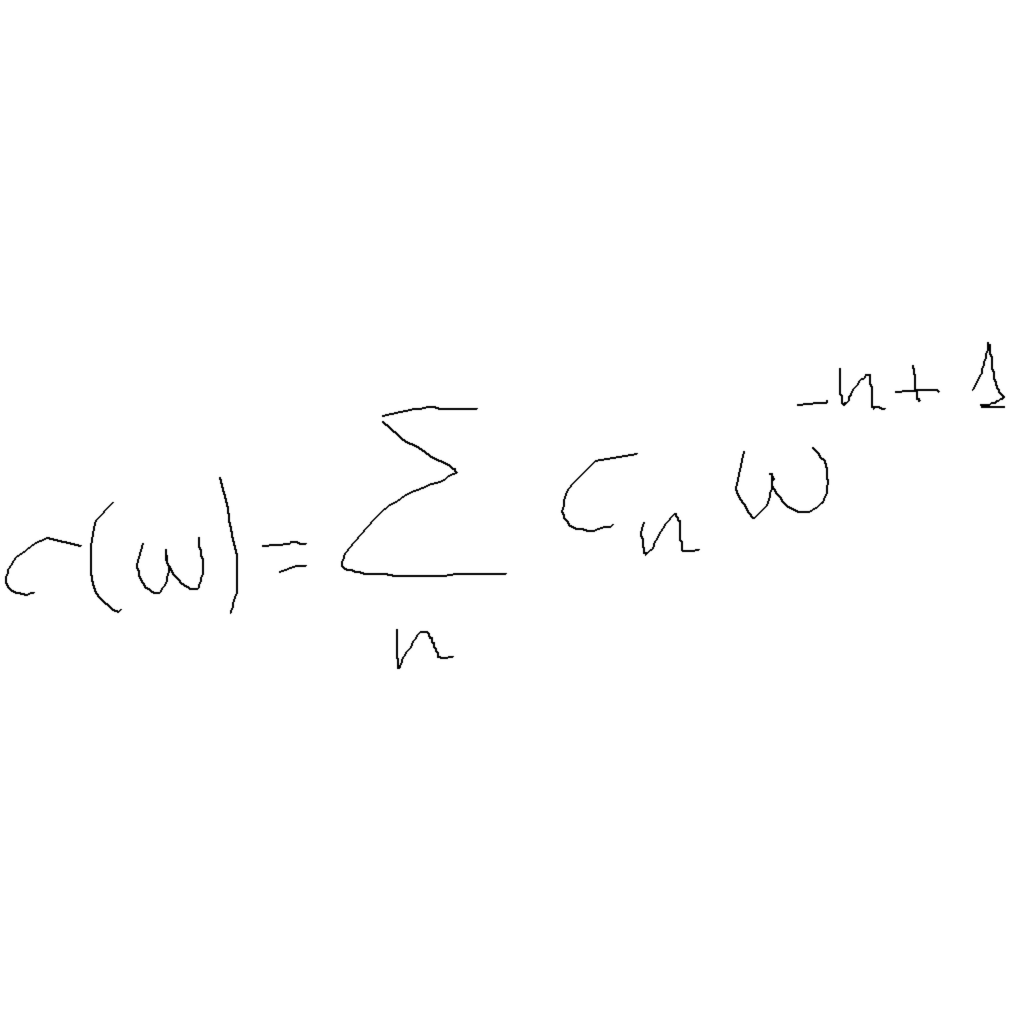 c(ω) = ∑_n c_n ω^{-n+1}